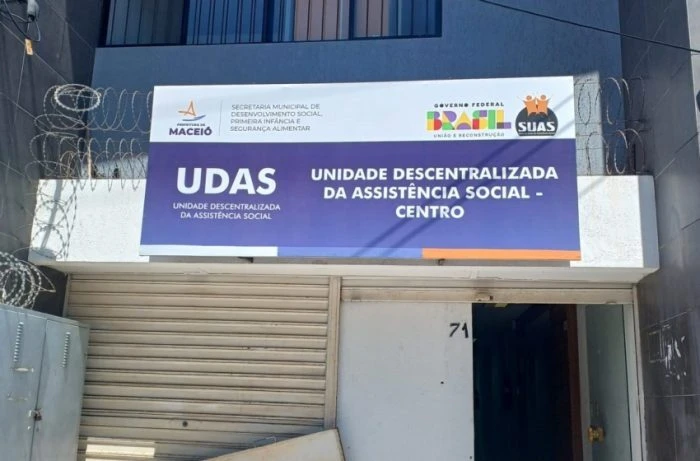 PREFEITURA DE
MACEIÓ
SECRETARIA MUNICIPAL DE
DESENVOLVIMENTO SOCIAL,
PRIMEIRA INFÂNCIA E
SEGURANÇA ALIMENTAR
GOVERNO FEDERAL
BRASIL
UNIÃO E RECONSTRUÇÃO
SUAS
UDAS
UNIDADE DESCENTRALIZADA
DA ASSISTÊNCIA SOCIAL
UNIDADE DESCENTRALIZADA
DA ASSISTÊNCIA SOCIAL -
CENTRO
71